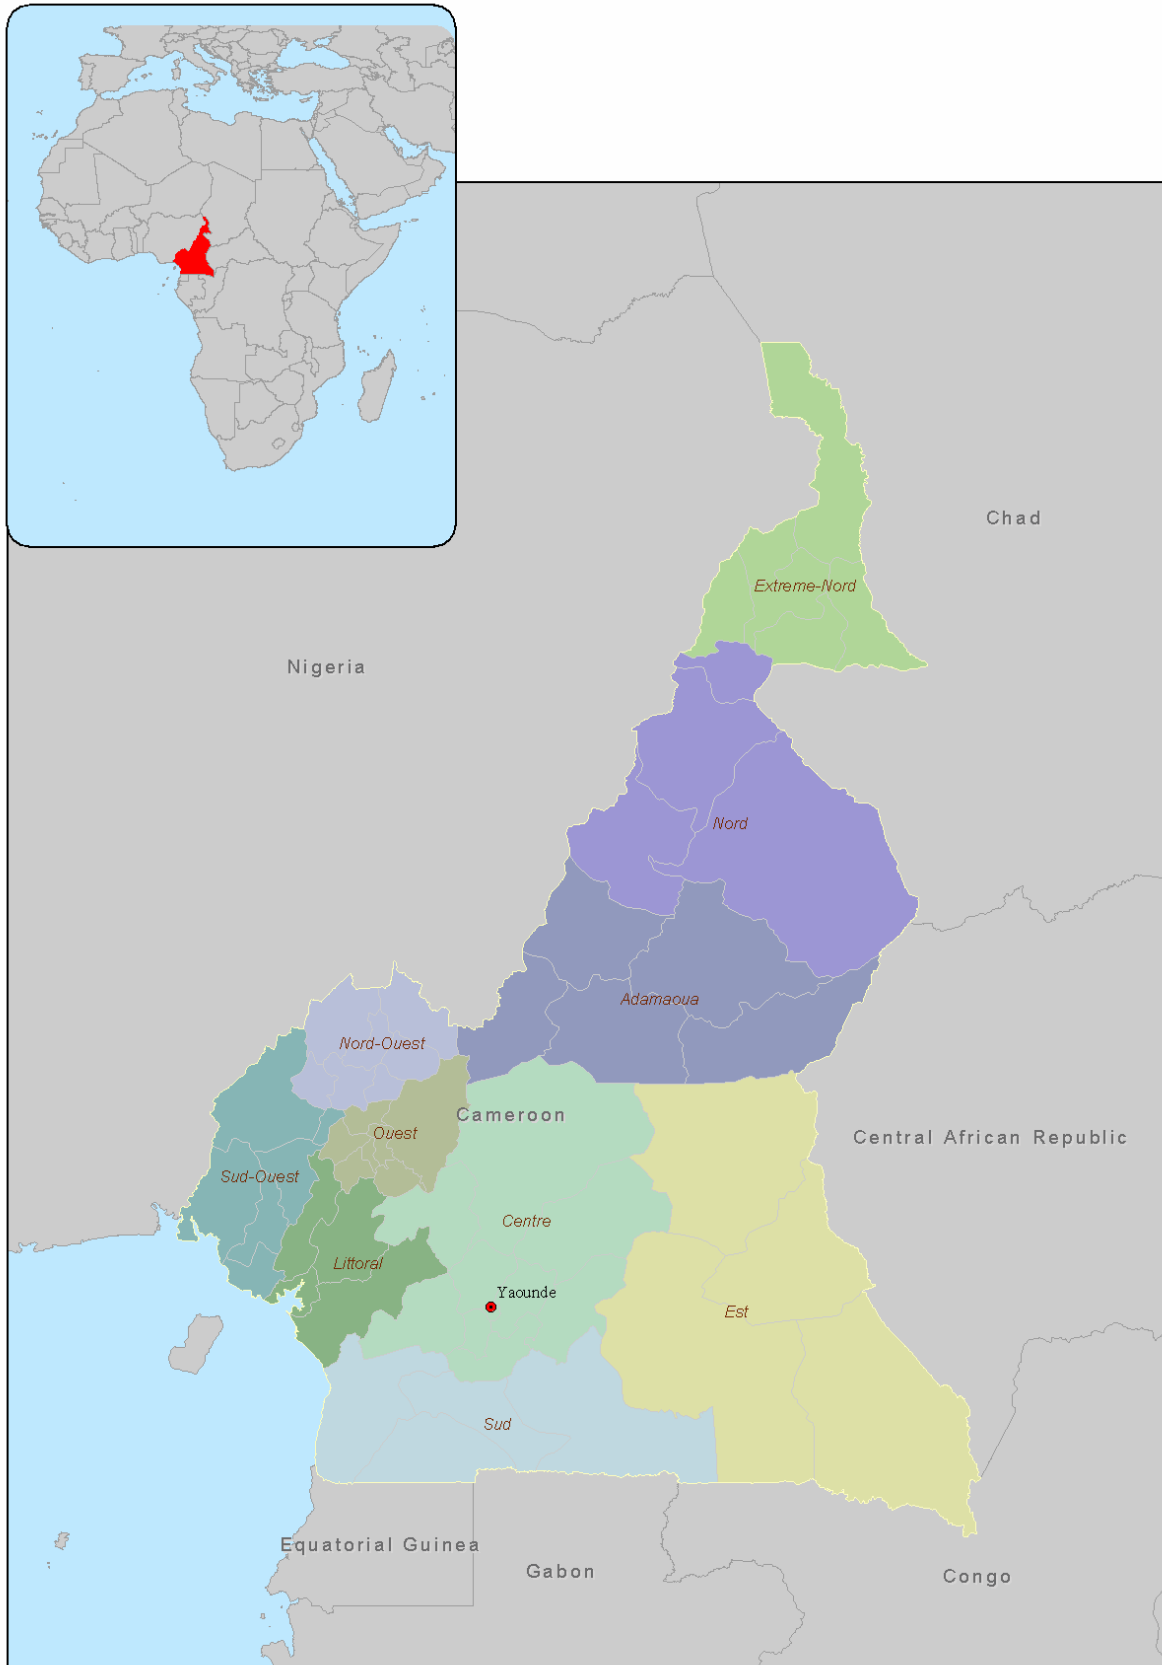 Chad
Extreme-Nord
Nigeria
Nord
Adamaoua
Nord-Ouest
Cameroon
Ouest
Central African Republic
Sud-Ouest
Centre
Littoral
Yaounde
Est
Sud
Equatorial Guinea
Gabon
Congo